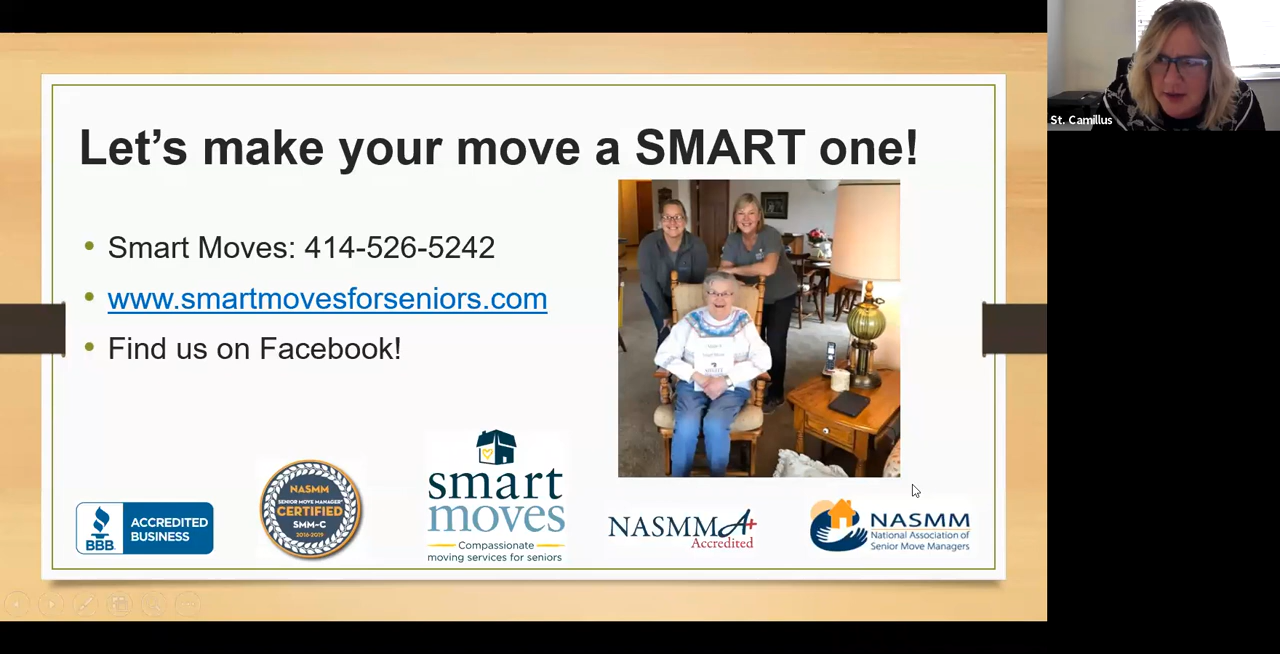 Let's make your move a SMART one!
• Smart Moves: 414-526-5242
• www.smartmovesforseniors.com
• Find us on Facebook!
BBB
ACCREDITED
BUSINESS
NASMM
SENIOR MOVE MANAGER
CERTIFIED
SMM-C
2018-2019
smart
moves
Compassionate
moving services for seniors
NASMM A+
Accredited
NASMM
National Association of
Senior Move Managers
St. Camillus